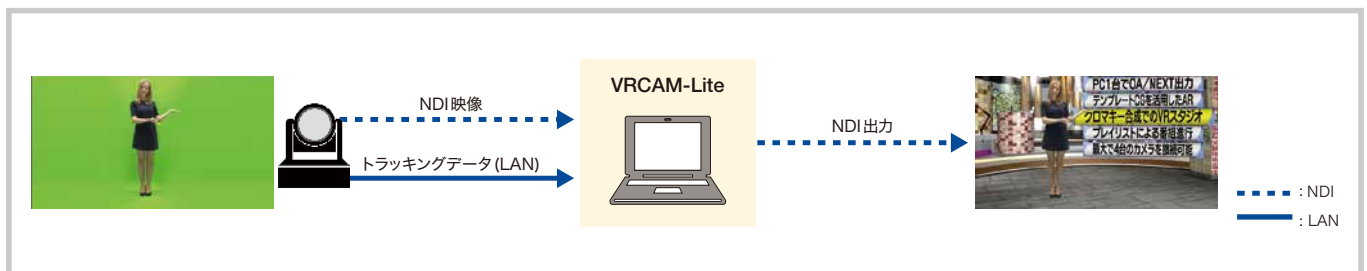 VRCAM-Lite
NDI映像
トラッキングデータ(LAN)
NDI出力
PC1台でOA/NEXT出力
テンプレートCGを活用したAR
クロマキー合成でのVRスタジオ
プレイリストによる番組進行
最大で4台のカメラを接続可能
: NDI
: LAN